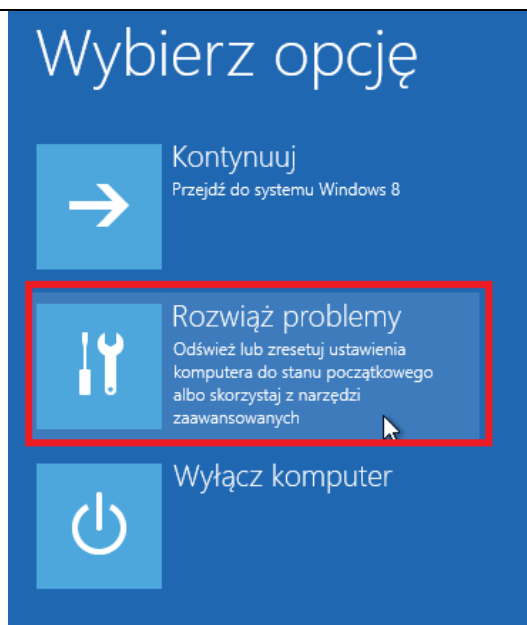 Wybierz opcję
Kontynuuj
Przejdź do systemu Windows 8
Rozwiąż problemy
Odśwież lub zresetuj ustawienia
komputera do stanu początkowego
albo skorzystaj z narzędzi
zaawansowanych
Wyłącz komputer